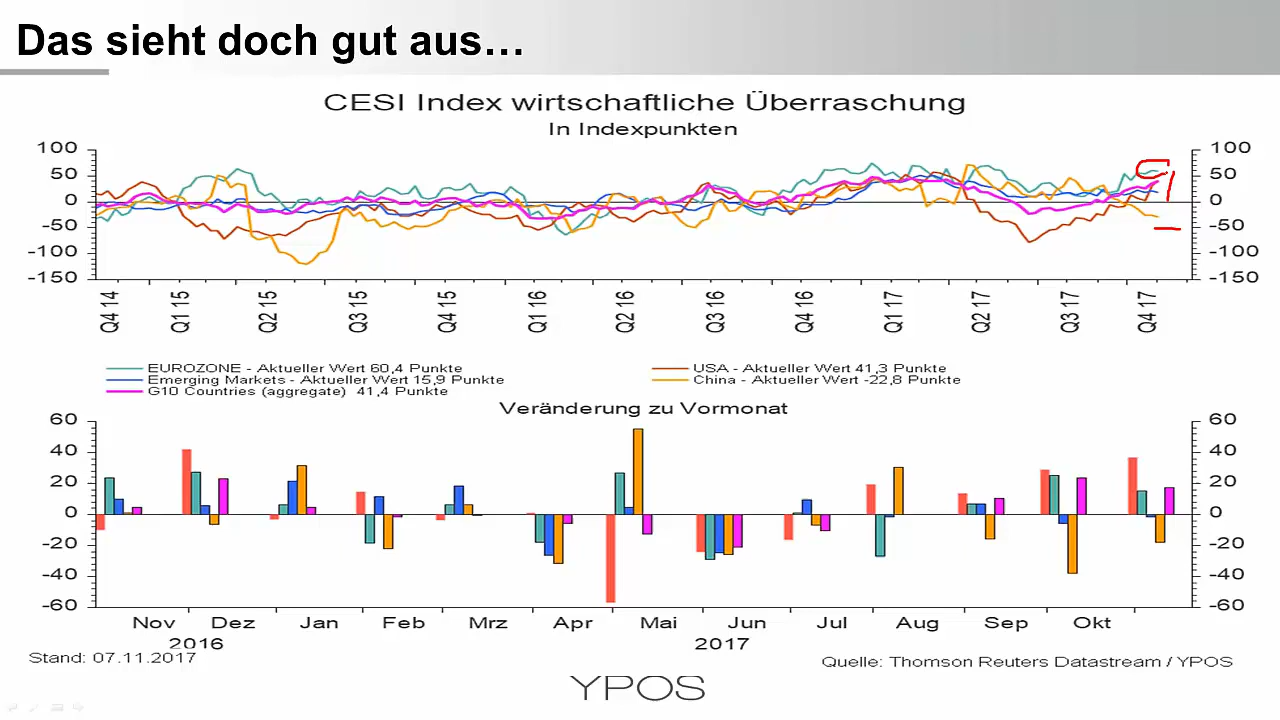 Das sieht doch gut aus…
CESI Index wirtschaftliche Überraschung
In Indexpunkten
100 100
50 50
0 0
-50 -50
-100 -100
-150 -150
Q4 14 Q1 15 Q2 15 Q3 15 Q4 15 Q1 16 Q2 16 Q3 16 Q4 16 Q1 17 Q2 17 Q3 17 Q4 17
EUROZONE - Aktueller Wert 60,4 Punkte USA - Aktueller Wert 41,3 Punkte
Emerging Markets - Aktueller Wert 15,9 Punkte China - Aktueller Wert -22,8 Punkte
G10 Countries (aggregate) 41,4 Punkte
Veränderung zu Vormonat
60 60
40 40
20 20
0 0
-20 -20
-40 -40
-60 -60
Nov Dez Jan Feb Mrz Apr Mai Jun Jul Aug Sep Okt
2016 2017
Stand: 07.11.2017
Quelle: Thomson Reuters Datastream / YPOS
YPOS